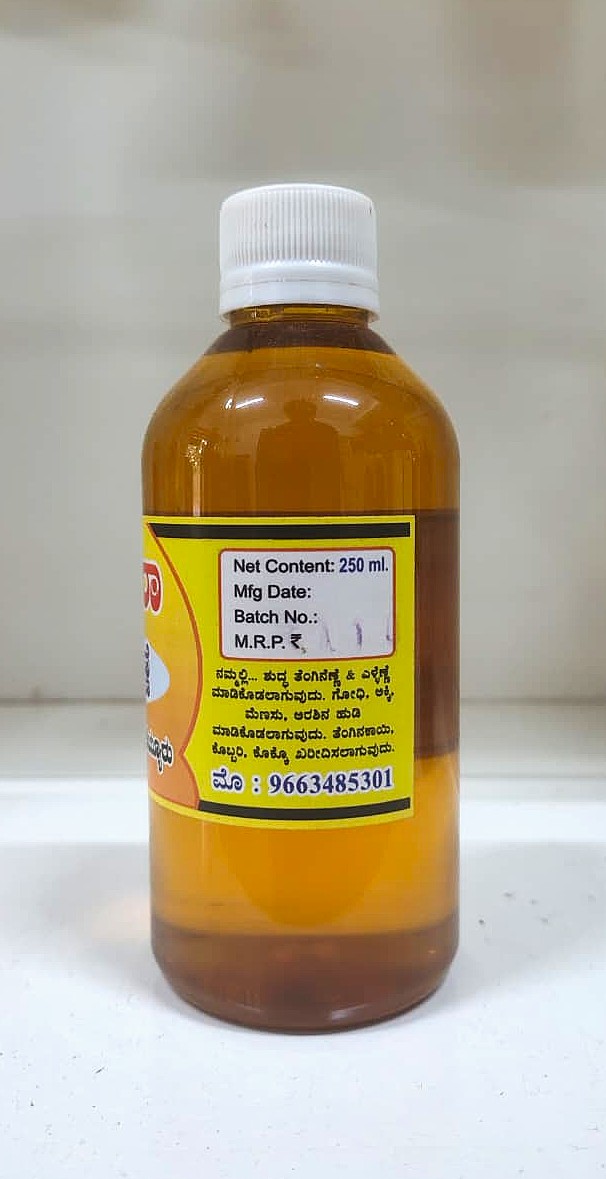 Net Content: 250 ml.
Mfg Date:
Batch No.:
M.R.P. ₹
ನಮ್ಮಲ್ಲಿ... ಶುದ್ಧ ತೆಂಗಿನೆಣ್ಣೆ & ಎಳ್ಳೆಣ್ಣೆ
ಮಾಡಿಕೊಡಲಾಗುವುದು. ಗೋಧಿ, ಅಕ್ಕಿ,
ಮೆಣಸು, ಅರಶಿನ ಹುಡಿ
ಮಾಡಿಕೊಡಲಾಗುವುದು. ತೆಂಗಿನಕಾಯಿ,
ಕೊಬ್ಬರಿ, ಕೊಕ್ಕೊ ಖರೀದಿಸಲಾಗುವುದು.
ಮೊ : 9663485301